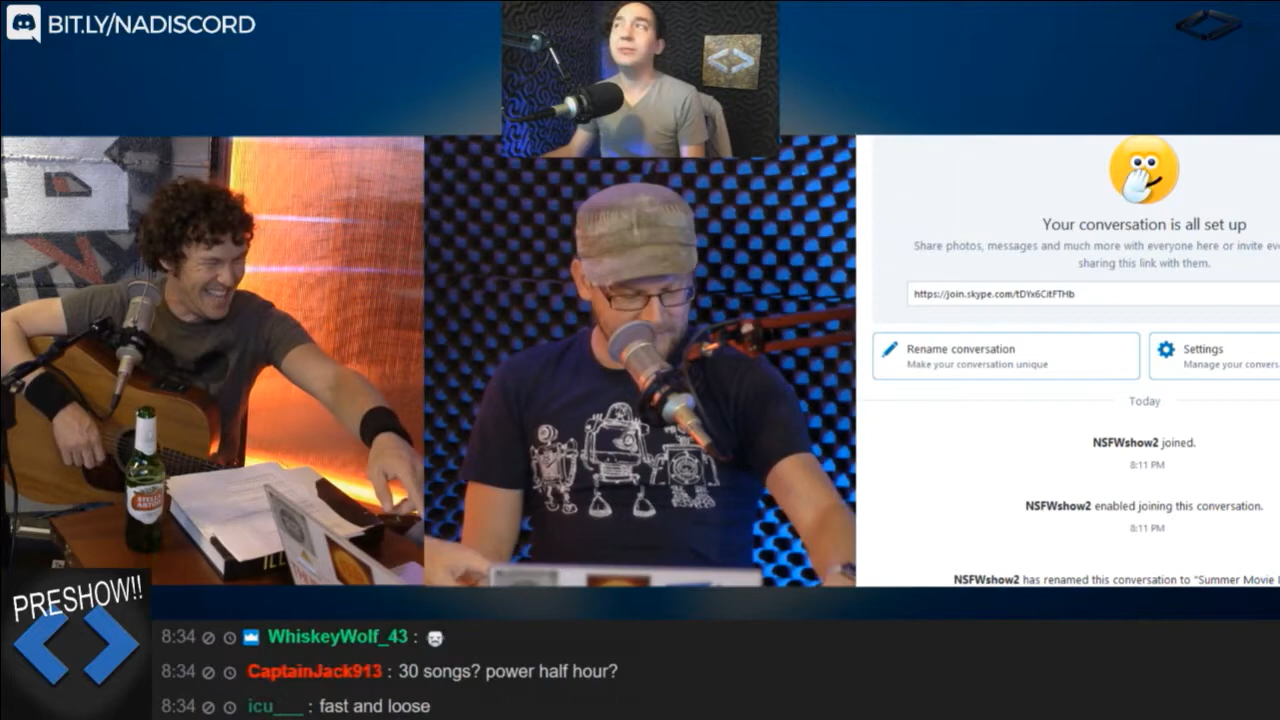 BIT.LY/NADISCORD
Your conversation is all set up
Share photos, messages and much more with everyone here or invite ev
sharing this link with them.
https://join.skype.com/tDYx6CitFTHb
Rename conversation
Make your conversation unique
Settings
Manage your convers
Today
NSFWshow2 joined.
8:11 PM
NSFWshow2 enabled joining this conversation.
8:11 PM
NSFWshow2 has renamed this conversation to "Summer Movie
STELLA
ARTOIS
PRESHOW!!
8:34 WhiskeyWolf_43 :
8:34 CaptainJack913 : 30 songs? power half hour?
8:34 icu___ : fast and loose